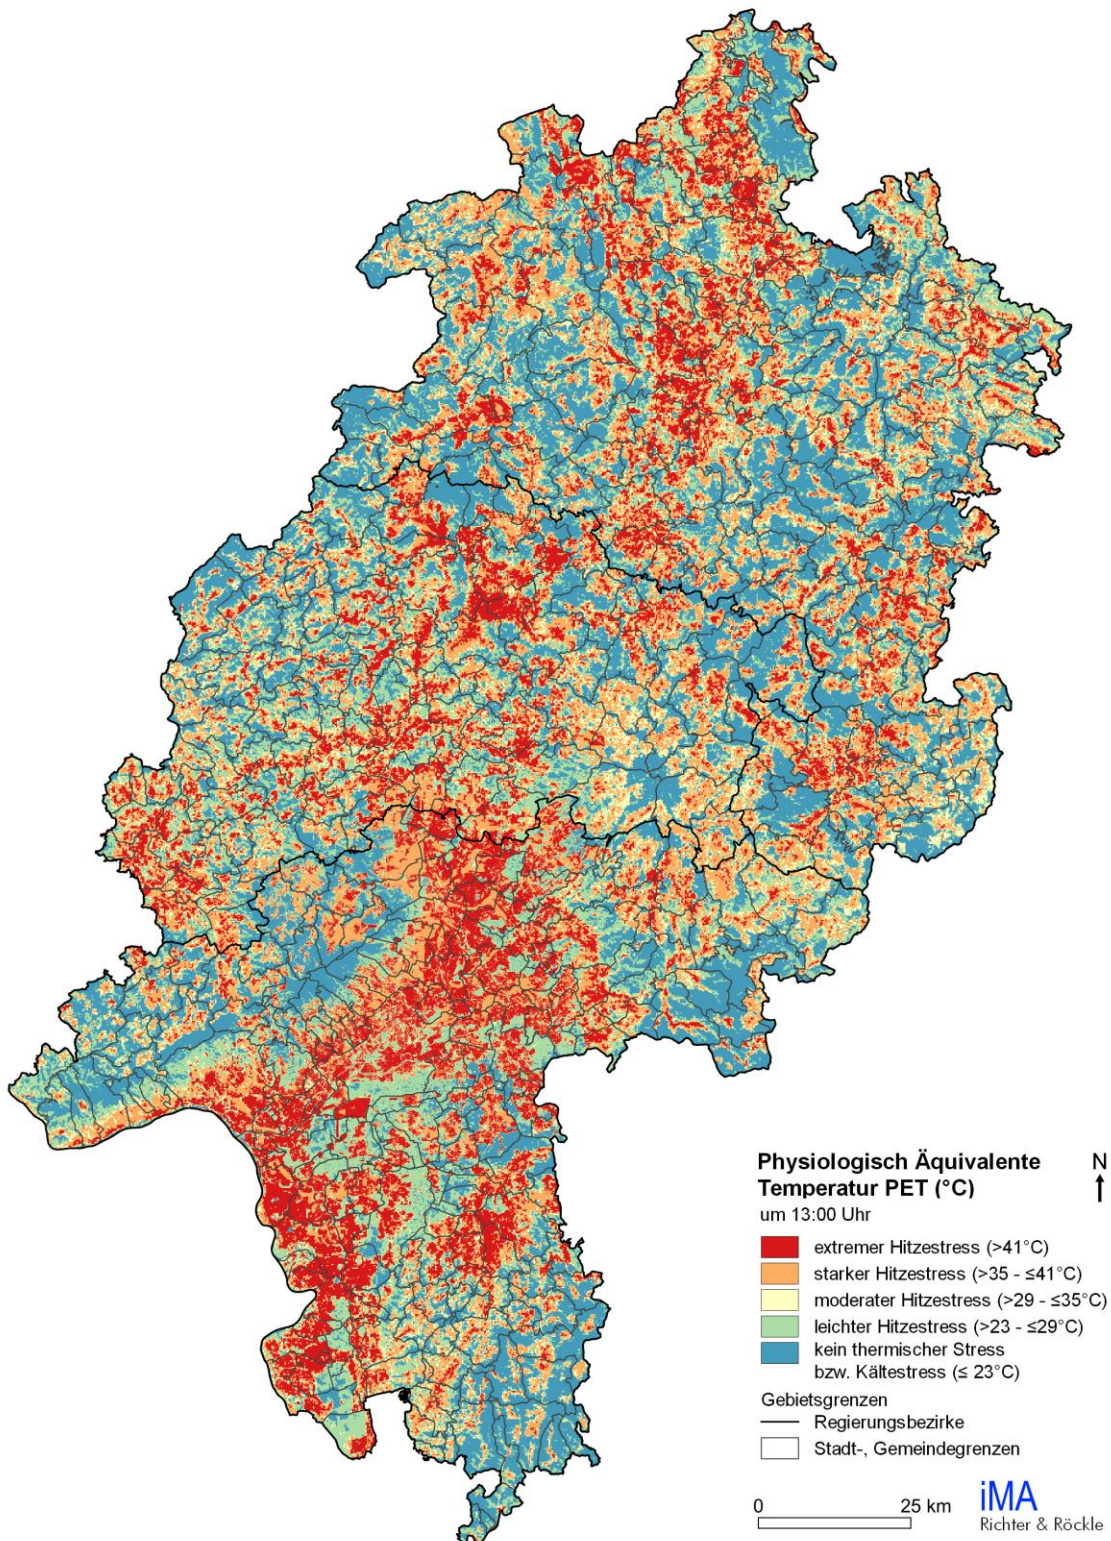 Physiologisch Äquivalente
Temperatur PET (°C)
N
um 13:00 Uhr
extremer Hitzestress (>41°C)
starker Hitzestress (>35 - ≤41°C)
moderater Hitzestress (>29 - ≤35°C)
leichter Hitzestress (>23 - ≤29°C)
kein thermischer Stress
bzw. Kältestress (≤ 23°C)
Gebietsgrenzen
Regierungsbezirke
Stadt-, Gemeindegrenzen
0 25 km
iMA
Richter & Röckle